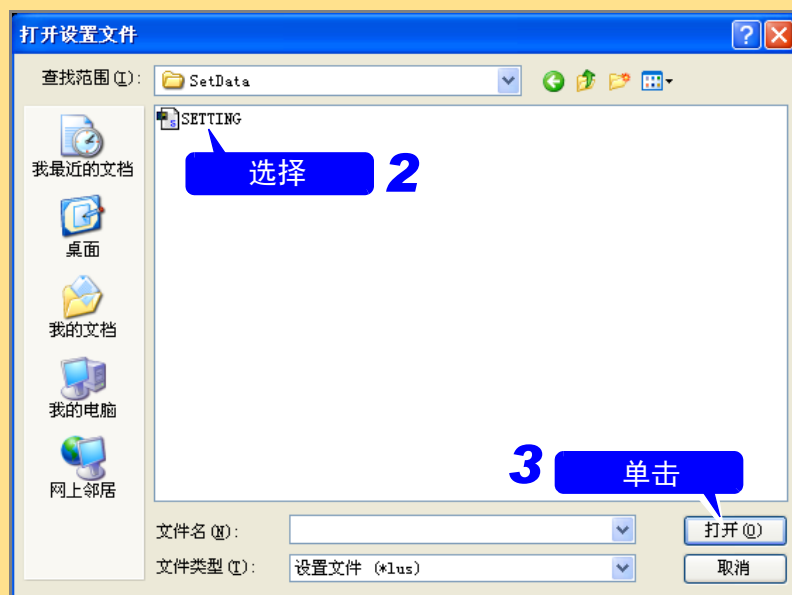 打开设置文件
查找范围(I):
SetData
SETTING
选择 2
我最近的文档
桌面
我的文档
我的电脑
网上邻居
3 单击
文件名(N):
打开(O)
文件类型(T):
设置文件 (*lus)
取消